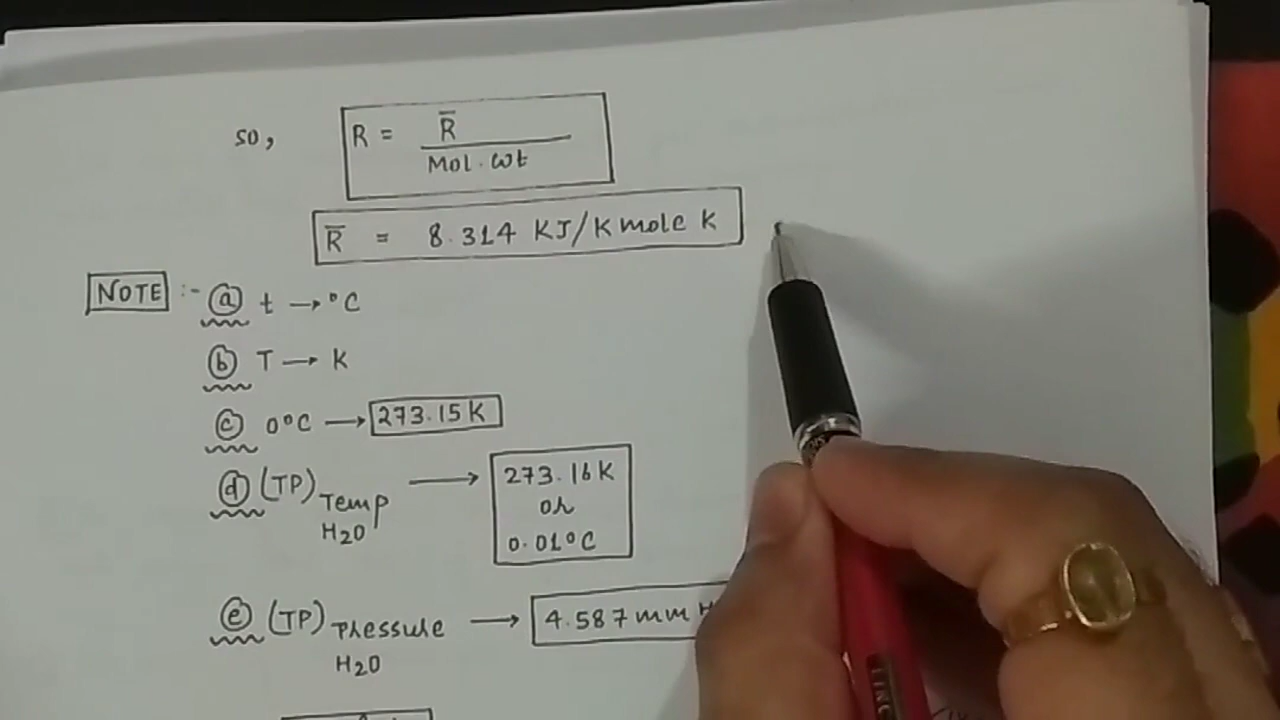 so, R = R̅ / Mol. wt
R̅ = 8.314 KJ/K mole K
NOTE :- (a) t → °C
(b) T → K
(c) 0°C → 273.15 K
(d) (TP) Temp H2O → 273.16 K
or
0.01°C
(e) (TP) Pressure H2O → 4.587 mm